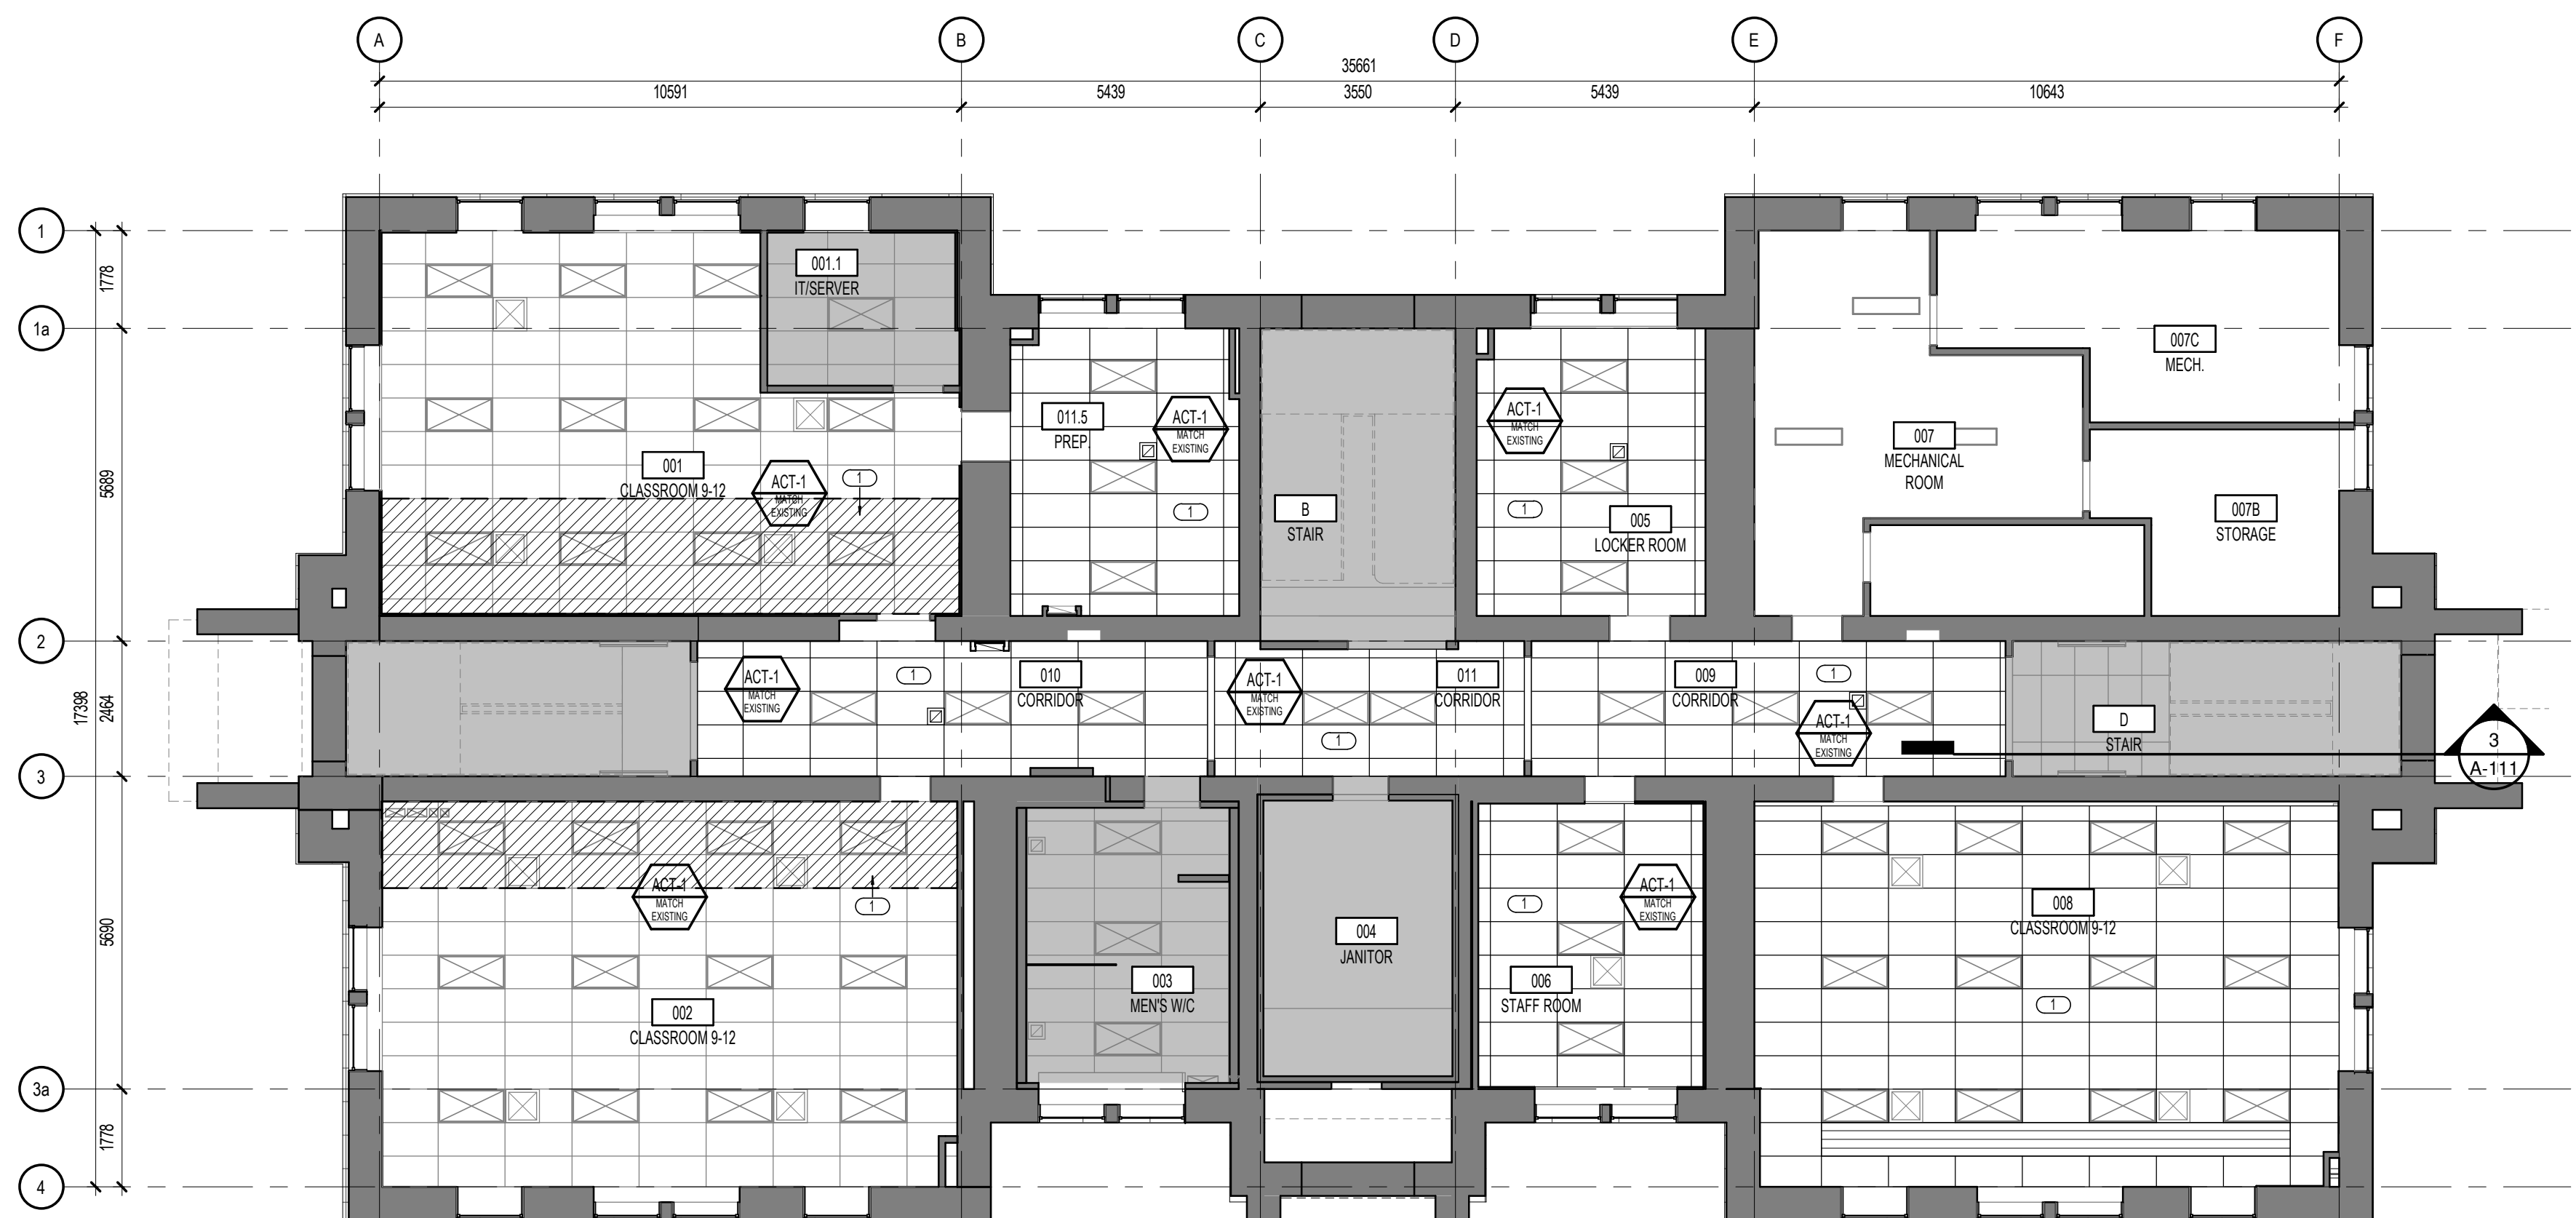 A
B
C
D
E
F
35661
10591
5439
3550
5439
10643
1
1a
2
3
3a
4
1778
5689
2464
17398
5690
1778
001.1
IT/SERVER
001
CLASSROOM 9-12
ACT-1
MATCH
EXISTING
1
011.5
PREP.
ACT-1
MATCH
EXISTING
1
B
STAIR
ACT-1
MATCH
EXISTING
1
005
LOCKER ROOM
007
MECHANICAL
ROOM
007C
MECH.
007B
STORAGE
ACT-1
MATCH
EXISTING
1
010
CORRIDOR
ACT-1
MATCH
EXISTING
1
011
CORRIDOR
009
CORRIDOR
1
ACT-1
MATCH
EXISTING
D
STAIR
3
A-111
ACT-1
MATCH
EXISTING
1
002
CLASSROOM 9-12
003
MEN'S W/C
004
JANITOR
1
ACT-1
MATCH
EXISTING
006
STAFF ROOM
008
CLASSROOM 9-12
1